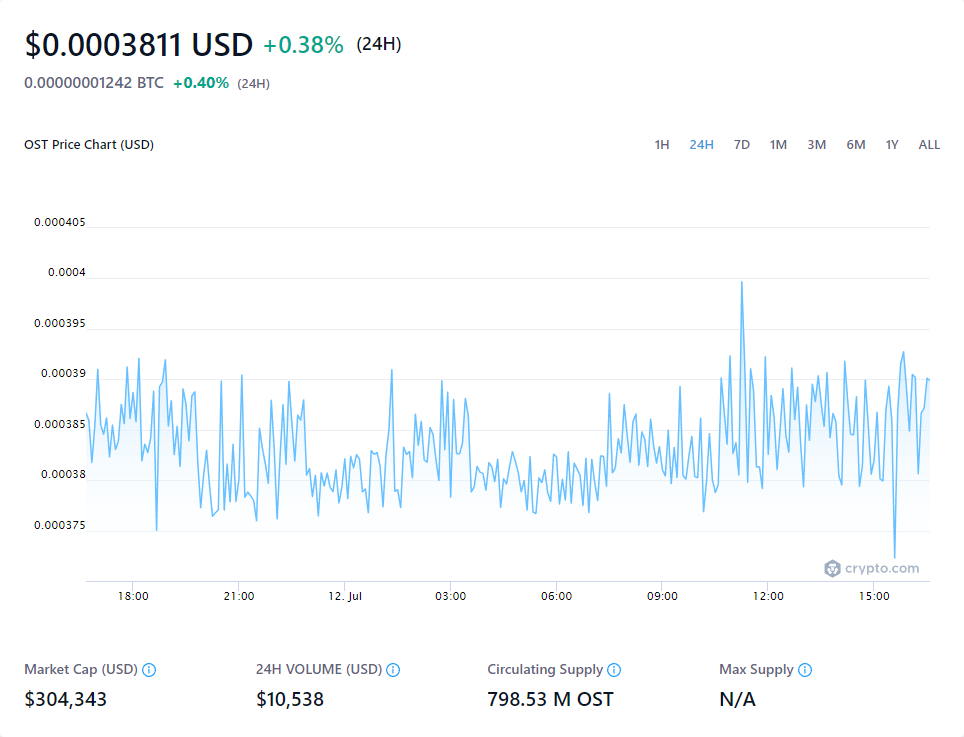 $0.0003811 USD +0.38% (24H)
0.00000001242 BTC +0.40% (24H)
OST Price Chart (USD) 1H 24H 7D 1M 3M 6M 1Y ALL
0.000405
0.0004
0.000395
0.00039
0.000385
0.00038
0.000375
crypto.com
18:00 21:00 12. Jul 03:00 06:00 09:00 12:00 15:00
Market Cap (USD) 24H VOLUME (USD) Circulating Supply Max Supply
$304,343 $10,538 798.53 M OST N/A